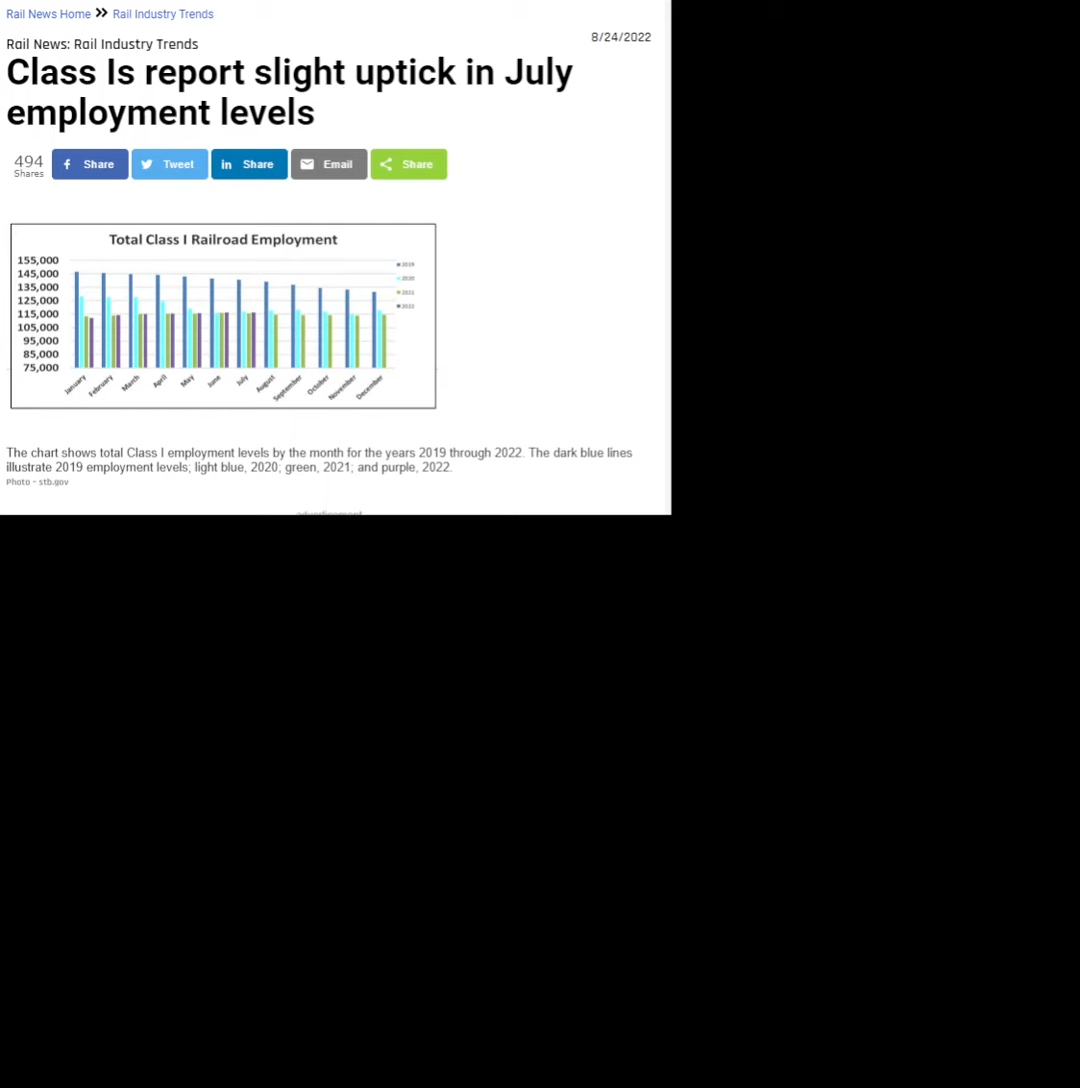 Rail News Home >> Rail Industry Trends
8/24/2022
Rail News: Rail Industry Trends
Class Is report slight uptick in July
employment levels
494
Shares
Share
Tweet
Share
Email
Share
Total Class I Railroad Employment
155,000
145,000
135,000
125,000
115,000
105,000
95,000
85,000
75,000
2019
2020
2021
2022
January
February
March
April
May
June
July
August
September
October
November
December
The chart shows total Class I employment levels by the month for the years 2019 through 2022. The dark blue lines
illustrate 2019 employment levels; light blue, 2020; green, 2021; and purple, 2022.
Photo – stb.gov